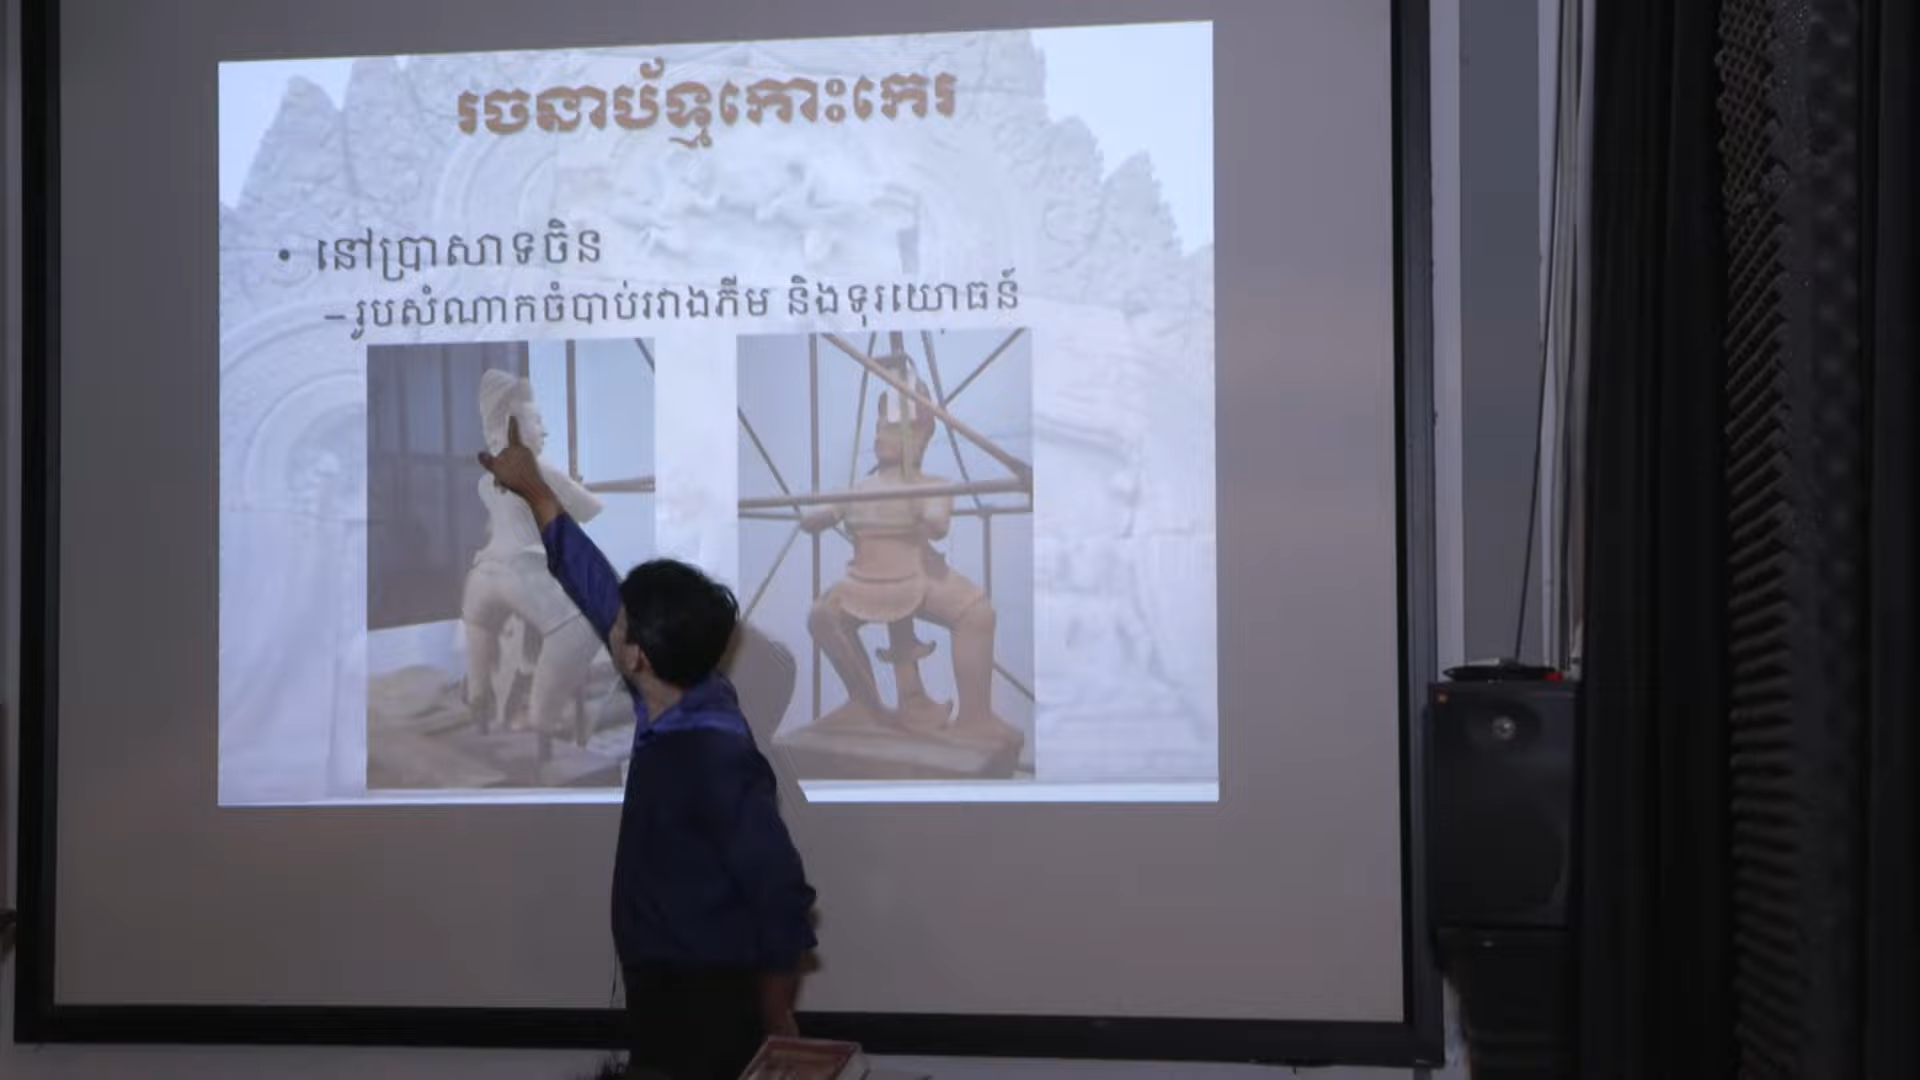 រចនាប័ទ្មកោះកេរ
• នៅប្រាសាទចិន
– រូបសំណាកចំបាប់រវាងភីម និងទុរយោធន៍